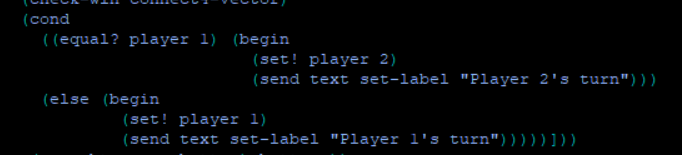 (check-win connect4-vector)
(cond
((equal? player 1) (begin
(set! player 2)
(send text set-label "Player 2's turn")))
(else (begin
(set! player 1)
(send text set-label "Player 1's turn")))))]))